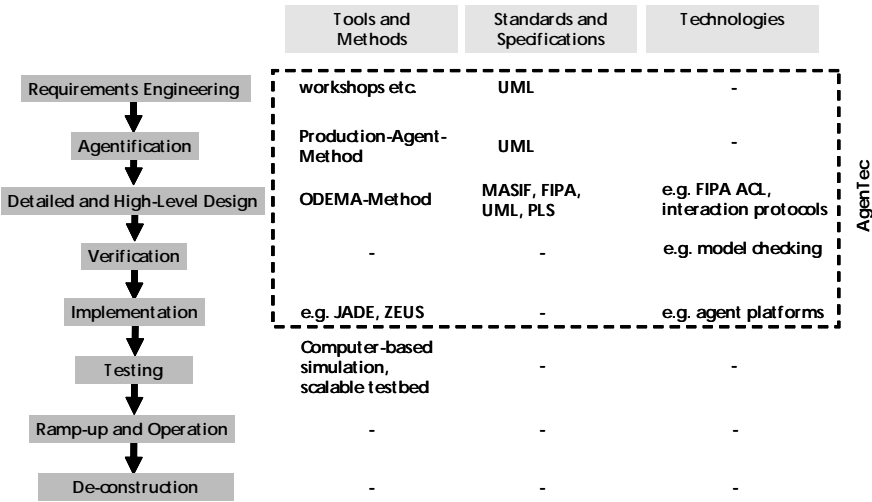 Tools and
Methods
Standards and
Specifications
Technologies
Requirements Engineering
workshops etc.
UML
-
Agentification
Production-Agent-
Method
UML
-
Detailed and High-Level Design
ODEMA-Method
MASIF, FIPA,
UML, PLS
e.g. FIPA ACL,
interaction protocols
Verification
-
-
e.g. model checking
Implementation
e.g. JADE, ZEUS
-
e.g. agent platforms
AgenTec
Testing
Computer-based
simulation,
scalable testbed
-
-
Ramp-up and Operation
-
-
-
De-construction
-
-
-